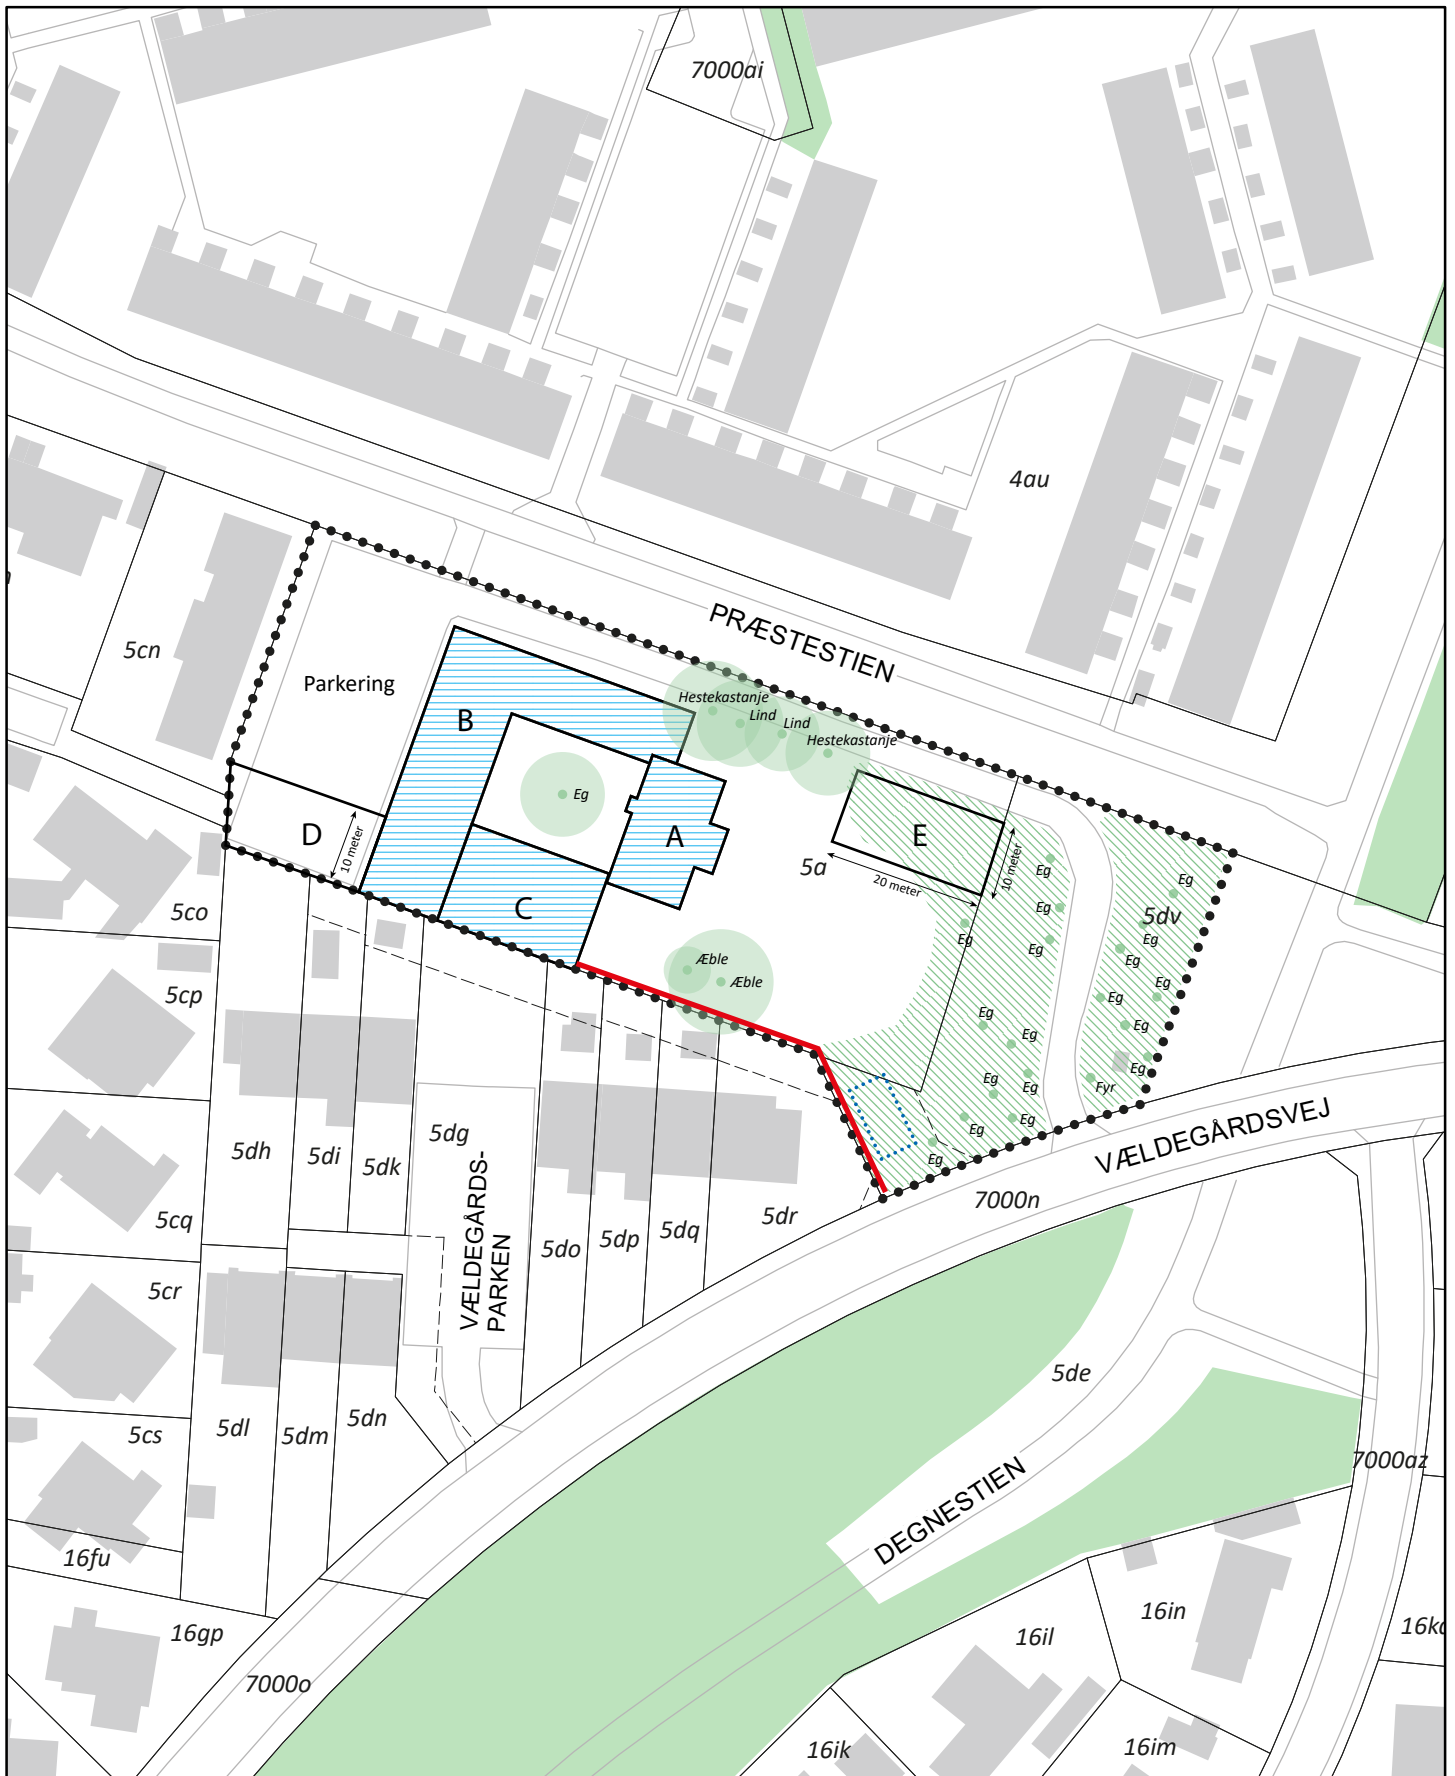 7000ai
4au
PRÆSTESTIEN
5cn
Parkering
B
Hestekastanje
Lind
Lind
Hestekastanje
Eg
A
E
D
10 meter
5a
20 meter
10 meter
C
Eg
Eg
Eg
Eg
Eg
5dv
Eg
Eg
Eg
Eg
Eg
Eg
Fyr
Eg
Eg
Eg
Eg
Eg
Eg
Eg
Æble
Æble
5co
5cp
5cq
5cr
5cs
5dh
5di
5dk
5dg
VÆLDEGÅRDS-
PARKEN
5do
5dp
5dq
5dr
7000n
VÆLDEGÅRDSVEJ
5dl
5dm
5dn
5de
DEGNESTIEN
7000az
16fu
16gp
7000o
16in
16il
16im
16ik